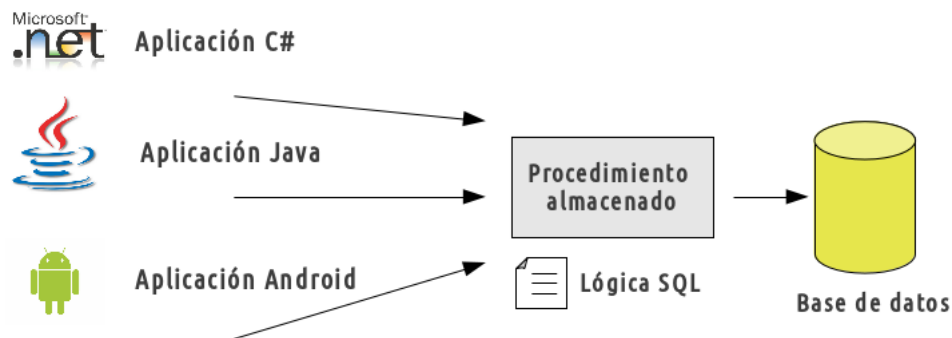 Microsoft
.net
Aplicación C#
Aplicación Java
Aplicación Android
Procedimiento
almacenado
Lógica SQL
Base de datos